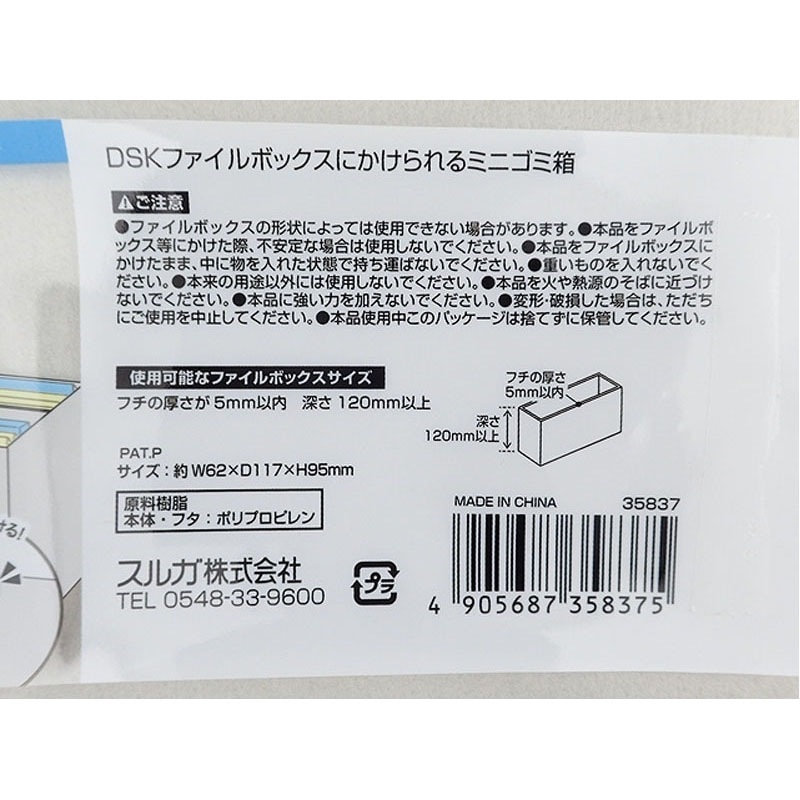 DSKファイルボックスにかけられるミニゴミ箱
ご注意
●ファイルボックスの形状によっては使用できない場合があります。●本品をファイルボ
ックス等にかけた際、不安定な場合は使用しないでください。●本品をファイルボックスに
かけたまま、中に物を入れた状態で持ち運ばないでください。●重いものを入れないでく
ださい。●本来の用途以外には使用しないでください。●本品を火や熱源のそばに近づけ
ないでください。●本品に強い力を加えないでください。●変形・破損した場合は、ただち
にご使用を中止してください。●本品使用中このパッケージは捨てずに保管してください。
使用可能なファイルボックスサイズ
フチの厚さが5mm以内 深さ120mm以上
フチの厚さ
5mm以内
深さ
120mm以上
PAT.P
サイズ：約W62×D117×H95mm
原料樹脂
本体・フタ：ポリプロピレン
ける!
スルガ株式会社
TEL 0548-33-9600
プラ
MADE IN CHINA 35837
4 905687 358375